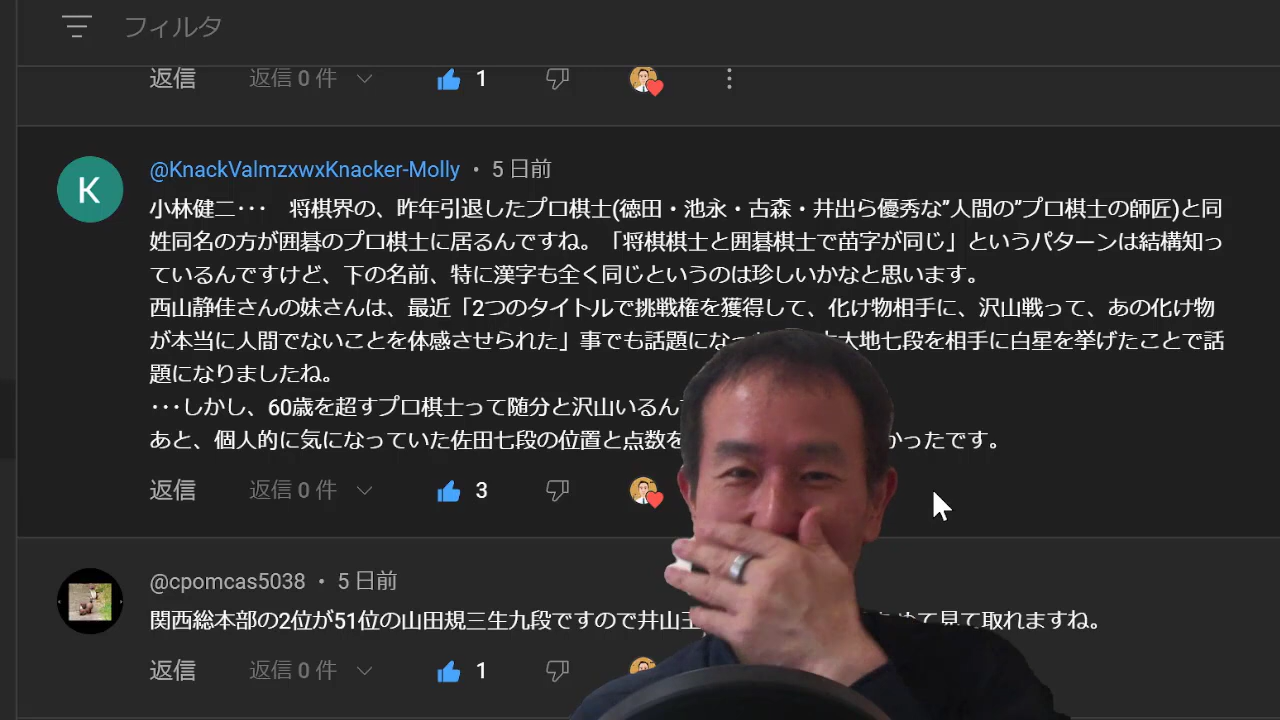 フィルタ
返信 返信 0 件 1
K
@KnackValmzxwxKnacker-Molly ・ 5 日前
小林健二･･･　将棋界の、昨年引退したプロ棋士(徳田・池永・古森・井出ら優秀な”人間の”プロ棋士の師匠)と同
姓同名の方が囲碁のプロ棋士に居るんですね。「将棋棋士と囲碁棋士で苗字が同じ」というパターンは結構知っ
ているんですけど、下の名前、特に漢字も全く同じというのは珍しいかなと思います。
西山静佳さんの妹さんは、最近「2つのタイトルで挑戦権を獲得して、化け物相手に、沢山戦って、あの化け物
が本当に人間でないことを体感させられた」事でも話題になっ 大地七段を相手に白星を挙げたことで話
題になりましたね。
･･･しかし、60歳を超すプロ棋士って随分と沢山いるん
あと、個人的に気になっていた佐田七段の位置と点数を かったです。
返信 返信 0 件 3
@cpomcas5038 ・ 5 日前
関西総本部の2位が51位の山田規三生九段ですので井山王 めて見て取れますね。
返信 返信 0 件 1